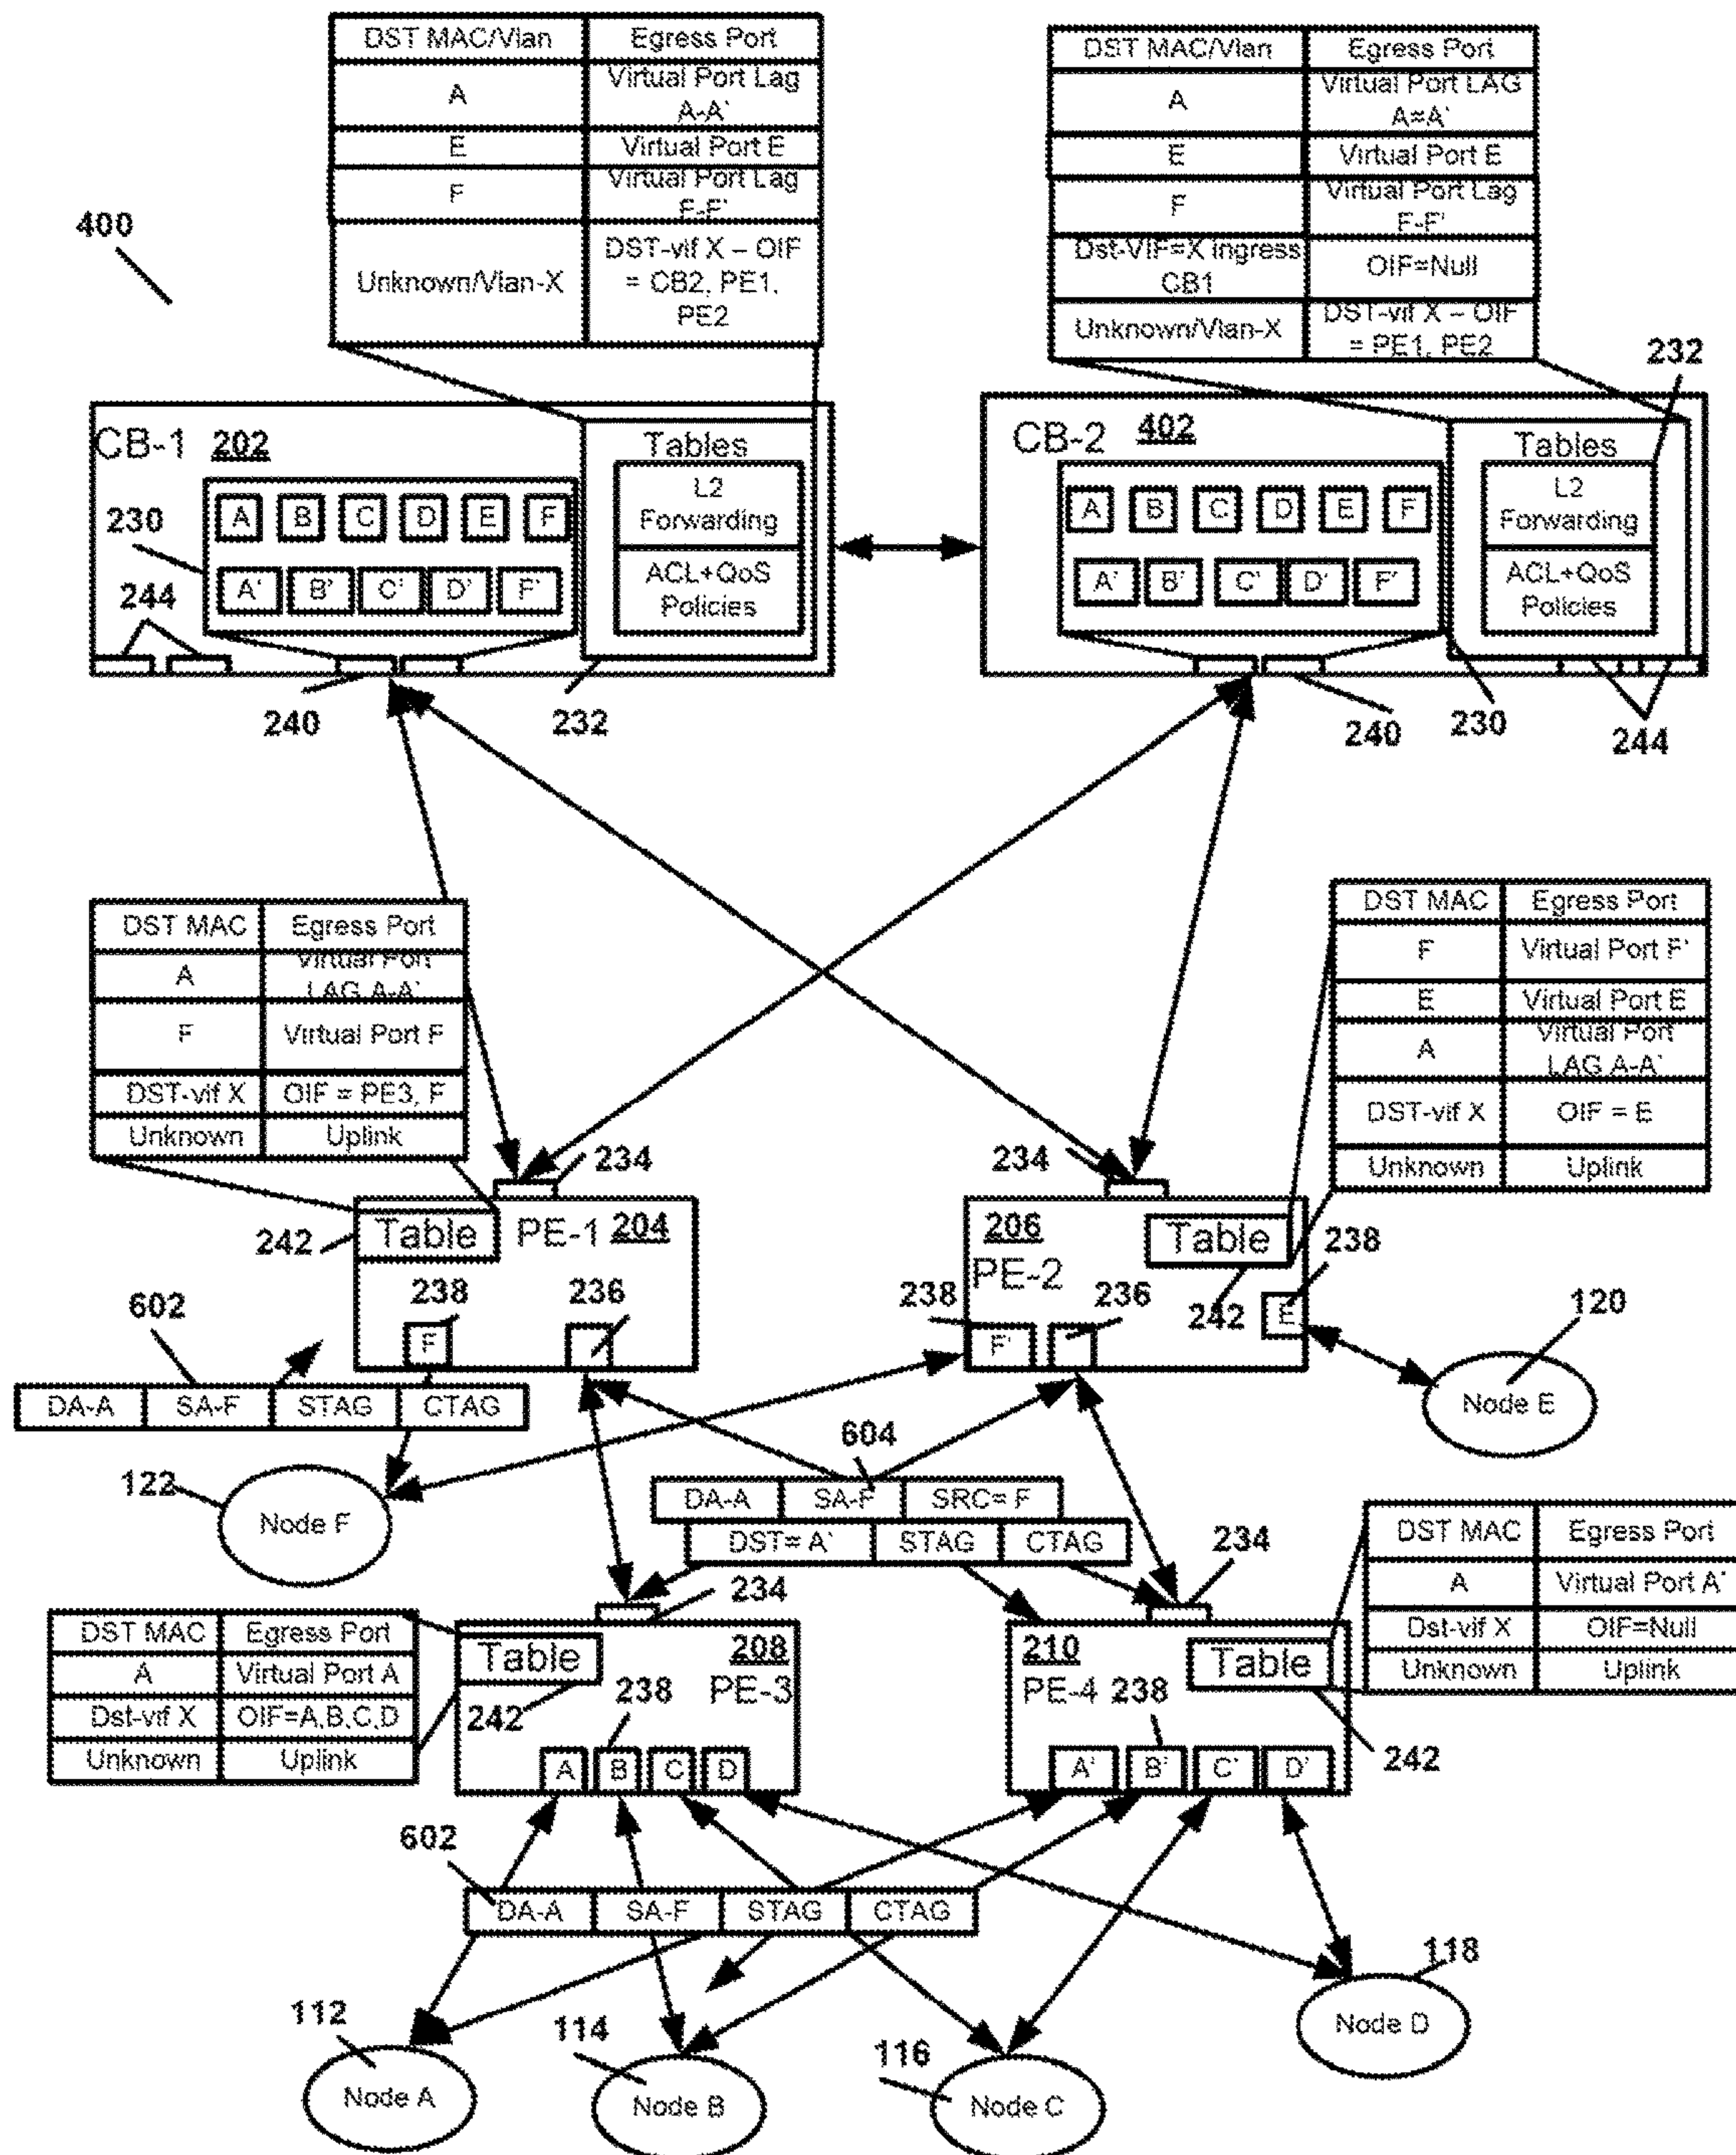 DST MAC/Vlan Egress Port
A Virtual Port Lag
A-A'
E Virtual Port E
F Virtual Port Lag
F-F'
Unknown/Vlan-X DST-vif X – OIF
= CB2, PE1,
PE2
DST MAC/Vlan Egress Port
A Virtual Port LAG
A=A'
E Virtual Port E
F Virtual Port Lag
F-F'
Dst-VIF=X ingress
CB1 OIF=Null
Unknown/Vlan-X DST-vif X – OIF
= PE1, PE2
400
232
CB-1 202
Tables
L2
Forwarding
ACL+QoS
Policies
A B C D E F
A' B' C' D' F'
230
244
240
232
CB-2 402
Tables
L2
Forwarding
ACL+QoS
Policies
A B C D E F
A' B' C' D' F'
240
230
244
DST MAC Egress Port
A Virtual Port
LAG A-A'
F Virtual Port F
DST-vif X OIF = PE3, F
Unknown Uplink
DST MAC Egress Port
F Virtual Port F'
E Virtual Port E
A Virtual Port
LAG A-A'
DST-vif X OIF = E
Unknown Uplink
234
234
242
Table PE-1 204
238 236
F
206
PE-2
Table
238
236
242
238
F'
E
120
Node E
602
DA-A SA-F STAG CTAG
122
Node F
604
DA-A SA-F SRC= F
DST= A' STAG CTAG
234
234
DST MAC Egress Port
A Virtual Port A
Dst-vif X OIF=A,B,C,D
Unknown Uplink
Table
208
PE-3
242
238
A B C D
210
PE-4
Table
238
A' B' C' D'
242
DST MAC Egress Port
A Virtual Port A'
Dst-vif X OIF=Null
Unknown Uplink
602
DA-A SA-F STAG CTAG
112
Node A
114
Node B
116
Node C
118
Node D